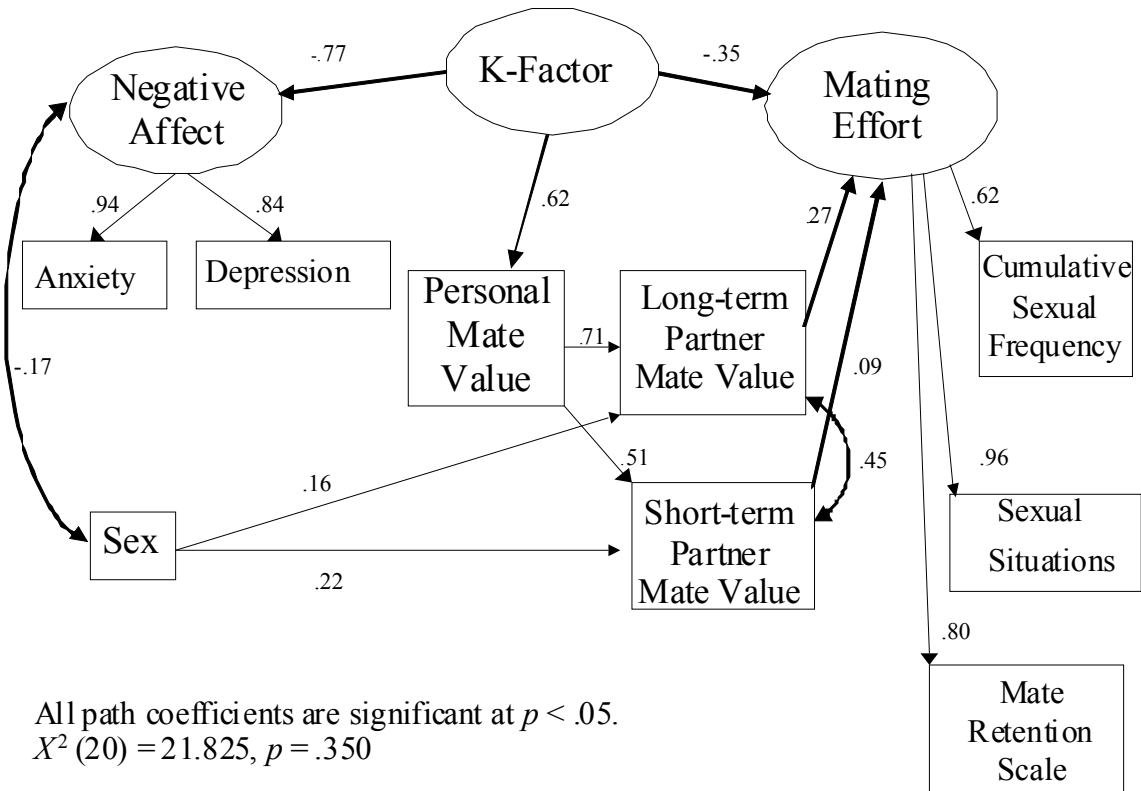 -.77
K-Factor
-.35
Negative
Affect
Mating
Effort
.94
.84
.62
.27
.62
Anxiety
Depression
Personal
Mate
Value
.71
Long-term
Partner
Mate Value
Cumulative
Sexual
Frequency
-.17
.09
.16
.51
.45
.96
Sex
.22
Short-term
Partner
Mate Value
Sexual
Situations
.80
Mate
Retention
Scale
All path coefficients are significant at p < .05.
X² (20) = 21.825, p = .350